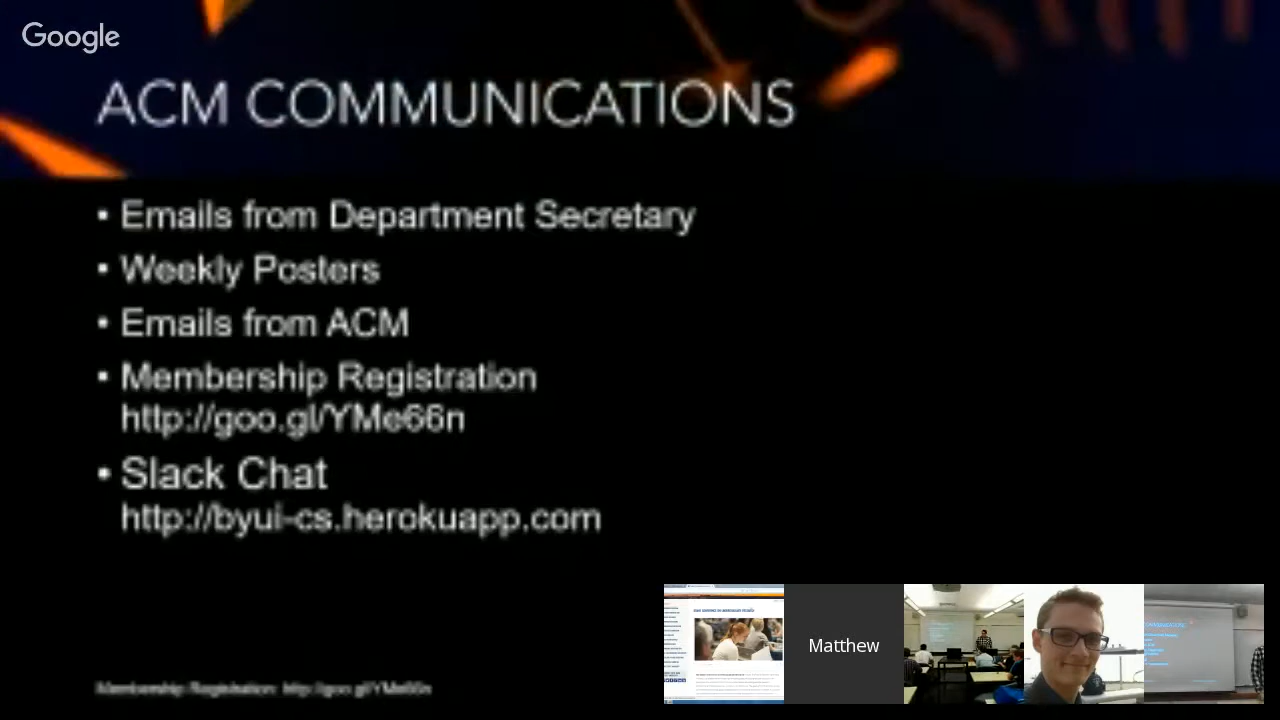 Google
ACM COMMUNICATIONS
• Emails from Department Secretary
• Weekly Posters
• Emails from ACM
• Membership Registration
http://goo.gl/YMe66n
• Slack Chat
http://byui-cs.herokuapp.com
Matthew